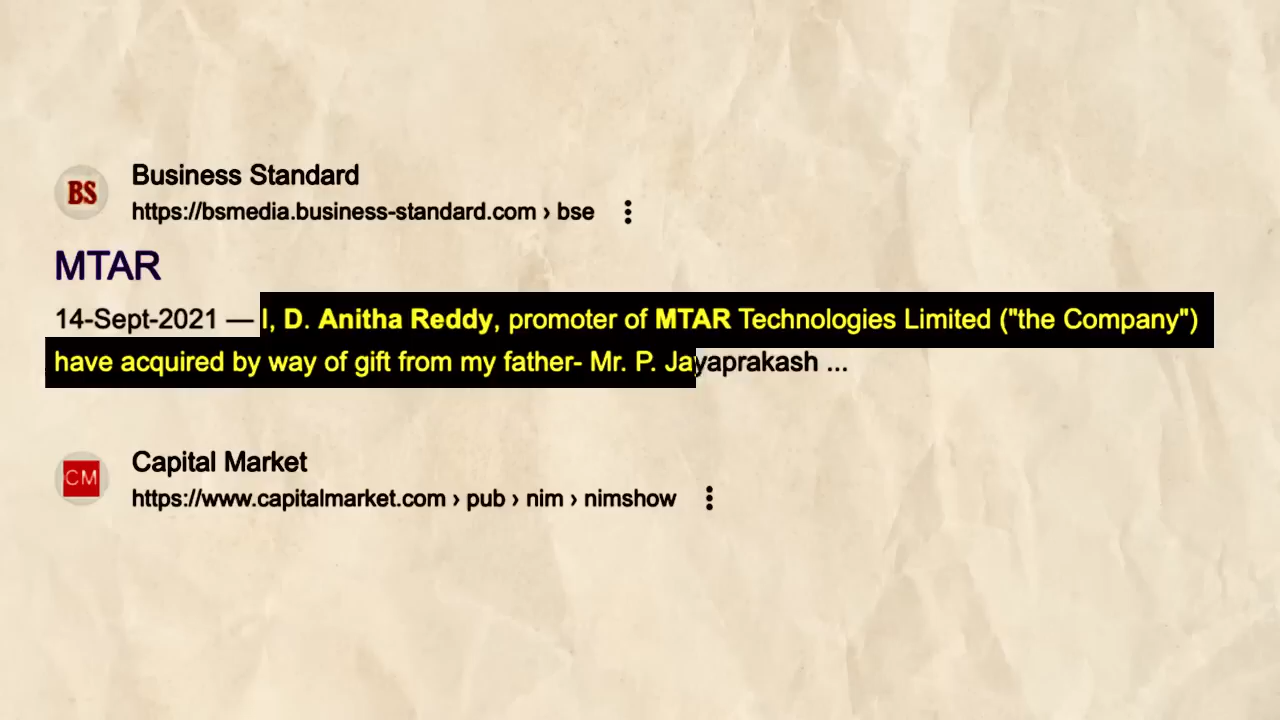 BS
Business Standard
https://bsmedia.business-standard.com › bse
MTAR
14-Sept-2021 — I, D. Anitha Reddy, promoter of MTAR Technologies Limited ("the Company")
have acquired by way of gift from my father- Mr. P. Jayaprakash ...
CM
Capital Market
https://www.capitalmarket.com › pub › nim › nimshow